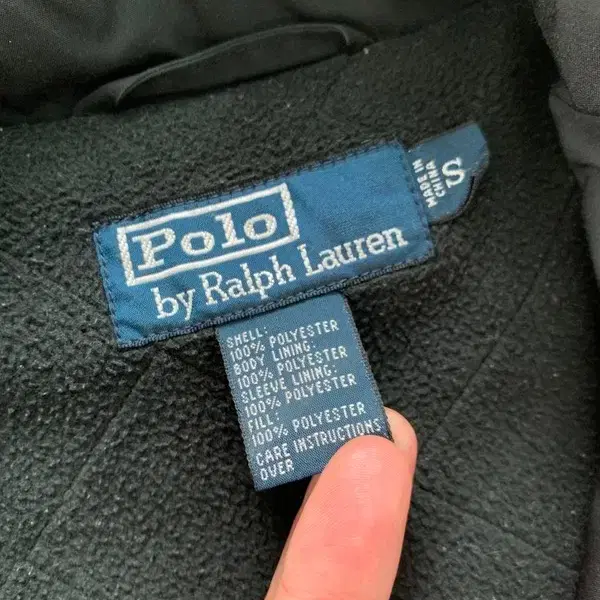 Polo
by Ralph Lauren
S
MADE IN
CHINA
SHELL:
100% POLYESTER
BODY LINING:
100% POLYESTER
SLEEVE LINING:
100% POLYESTER
FILL:
100% POLYESTER
CARE INSTRUCTIONS
OVER